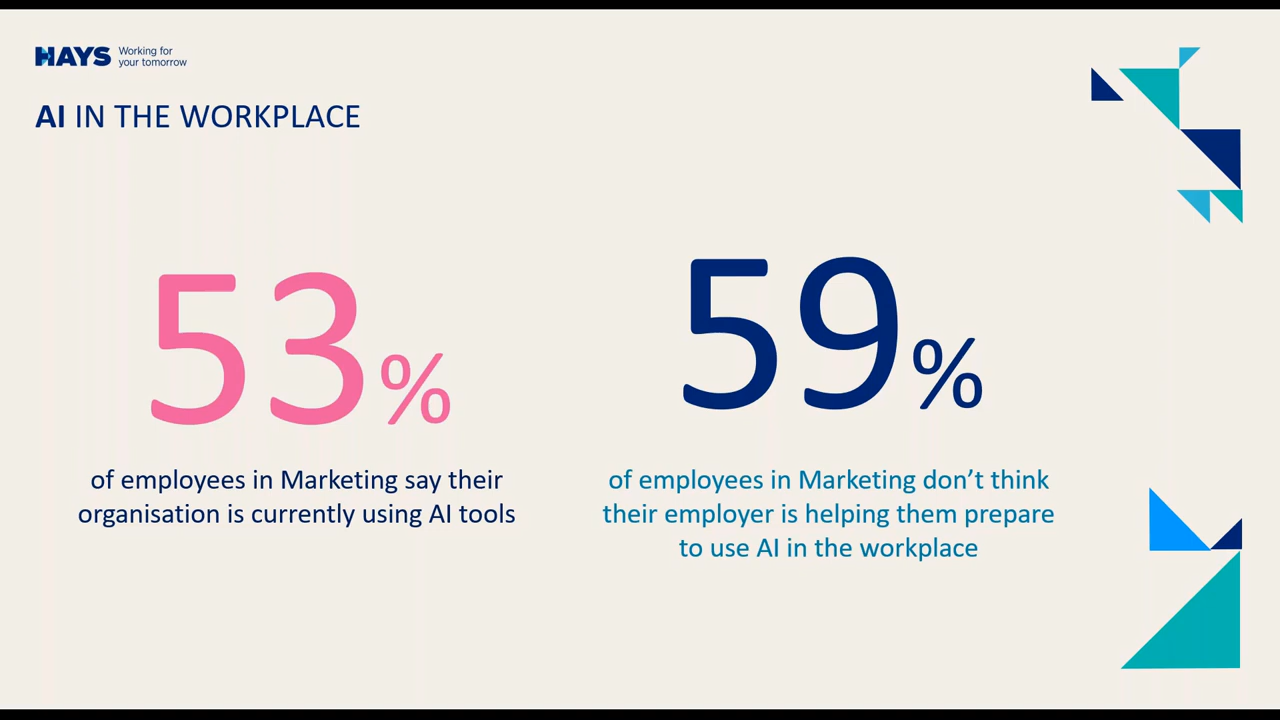 HAYS
Working for
your tomorrow
AI IN THE WORKPLACE
53%
of employees in Marketing say their
organisation is currently using AI tools
59%
of employees in Marketing don’t think
their employer is helping them prepare
to use AI in the workplace